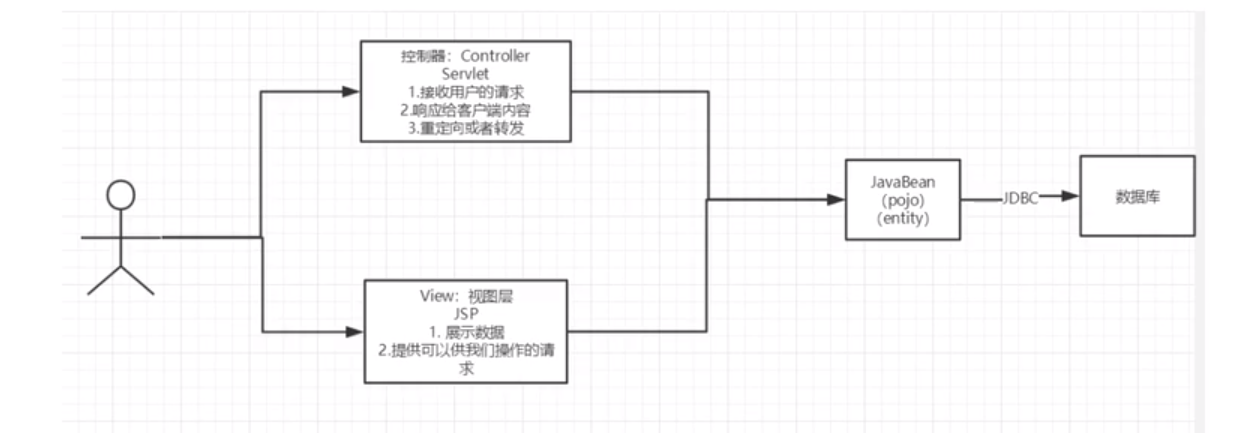 控制器：Controller
Servlet
1.接收用户的请求
2.响应给客户端内容
3.重定向或者转发
View：视图层
JSP
1. 展示数据
2.提供可以供我们操作的请
求
JavaBean
（pojo）
（entity）
JDBC
数据库